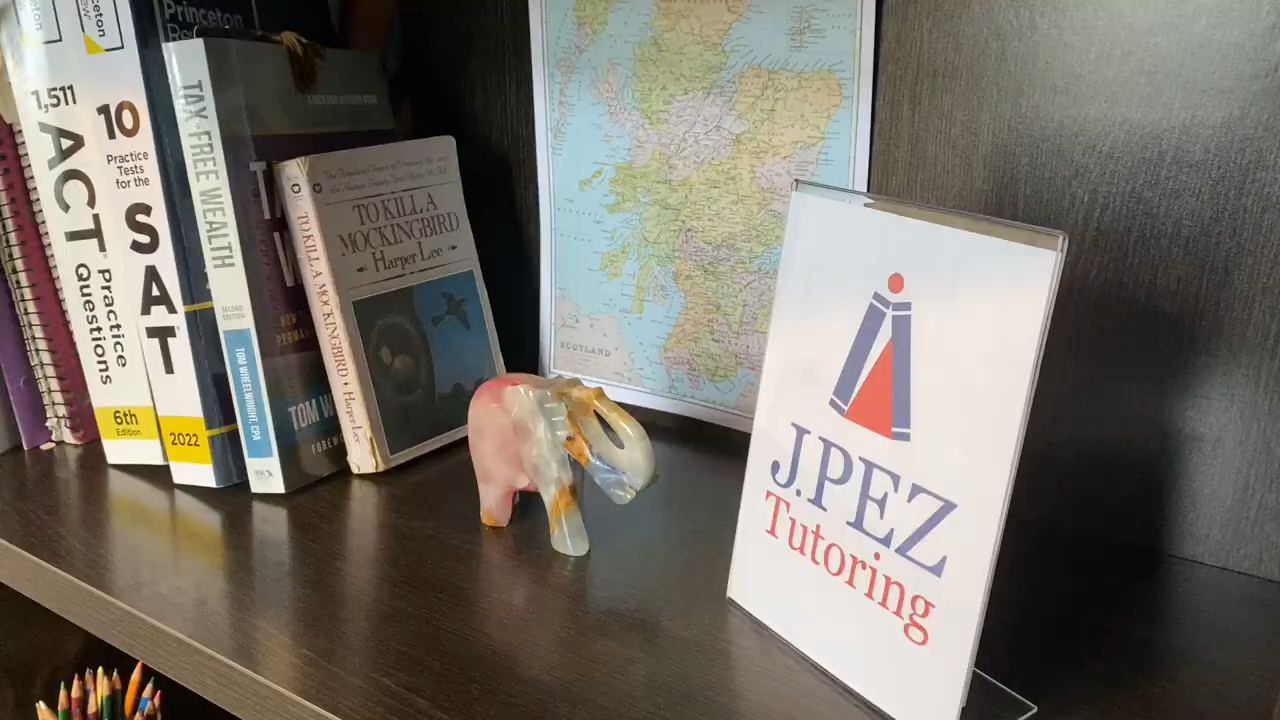 Princeton
1,511
ACT
Practice
Questions
6th
Edition
10
Practice
Tests
for the
SAT
2022
TAX-FREE WEALTH
SECOND
EDITION
TOM WHEELWRIGHT, CPA
TOM W
TO KILL A MOCKINGBIRD • Harper Lee
TO KILL A
MOCKINGBIRD
Harper Lee
SCOTLAND
J.PEZ
Tutoring